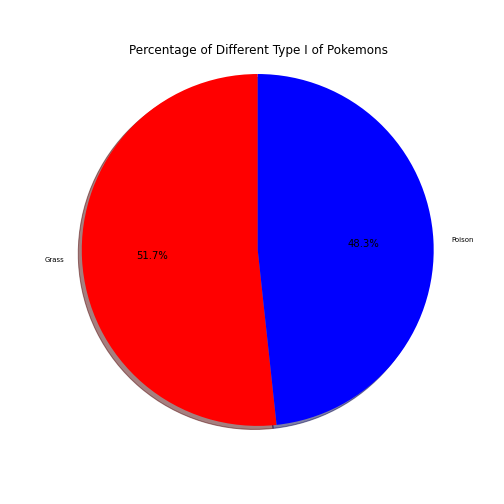 Percentage of Different Type I of Pokemons
Poison
48.3%
51.7%
Grass